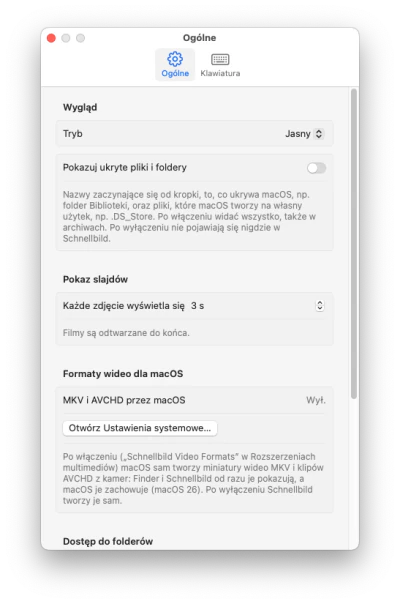 Ogólne
Ogólne
Klawiatura
Wygląd
Tryb
Jasny
Pokazuj ukryte pliki i foldery
Nazwy zaczynające się od kropki, to, co ukrywa macOS, np.
folder Biblioteki, oraz pliki, które macOS tworzy na własny
użytek, np. .DS_Store. Po włączeniu widać wszystko, także w
archiwach. Po wyłączeniu nie pojawiają się nigdzie w
Schnellbild.
Pokaz slajdów
Każde zdjęcie wyświetla się 3 s
Filmy są odtwarzane do końca.
Formaty wideo dla macOS
MKV i AVCHD przez macOS
Wył.
Otwórz Ustawienia systemowe...
Po włączeniu („Schnellbild Video Formats” w Rozszerzeniach
multimediów) macOS sam tworzy miniatury wideo MKV i klipów
AVCHD z kamer: Finder i Schnellbild od razu je pokazują, a
macOS je zachowuje (macOS 26). Po wyłączeniu Schnellbild
tworzy je sam.
Dostęp do folderów